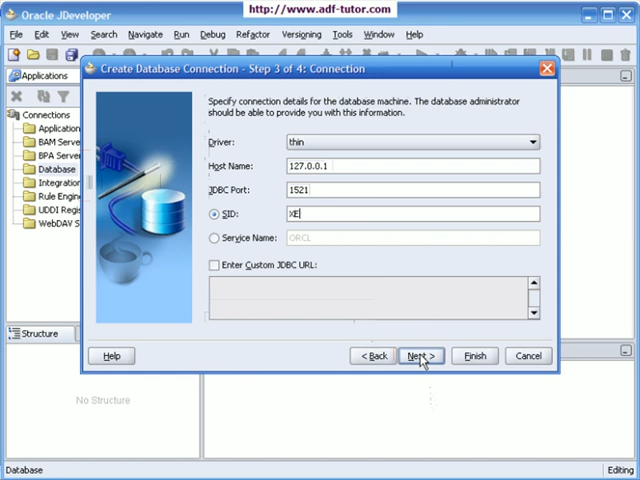 http://www.adf-tutor.com
Oracle JDeveloper
File Edit View Search Navigate Run Debug Refactor Versioning Tools Window Help
Applications
Create Database Connection - Step 3 of 4: Connection
Connections
Application
BAM Serve
BPA Server
Database
Integration
Rule Engin
UDDI Regis
WebDAV S
Specify connection details for the database machine. The database administrator
should be able to provide you with this information.
Driver: thin
Host Name: 127.0.0.1
JDBC Port: 1521
SID: XE
Service Name: ORCL
Enter Custom JDBC URL:
Structure
Help < Back Next > Finish Cancel
No Structure
Database Editing